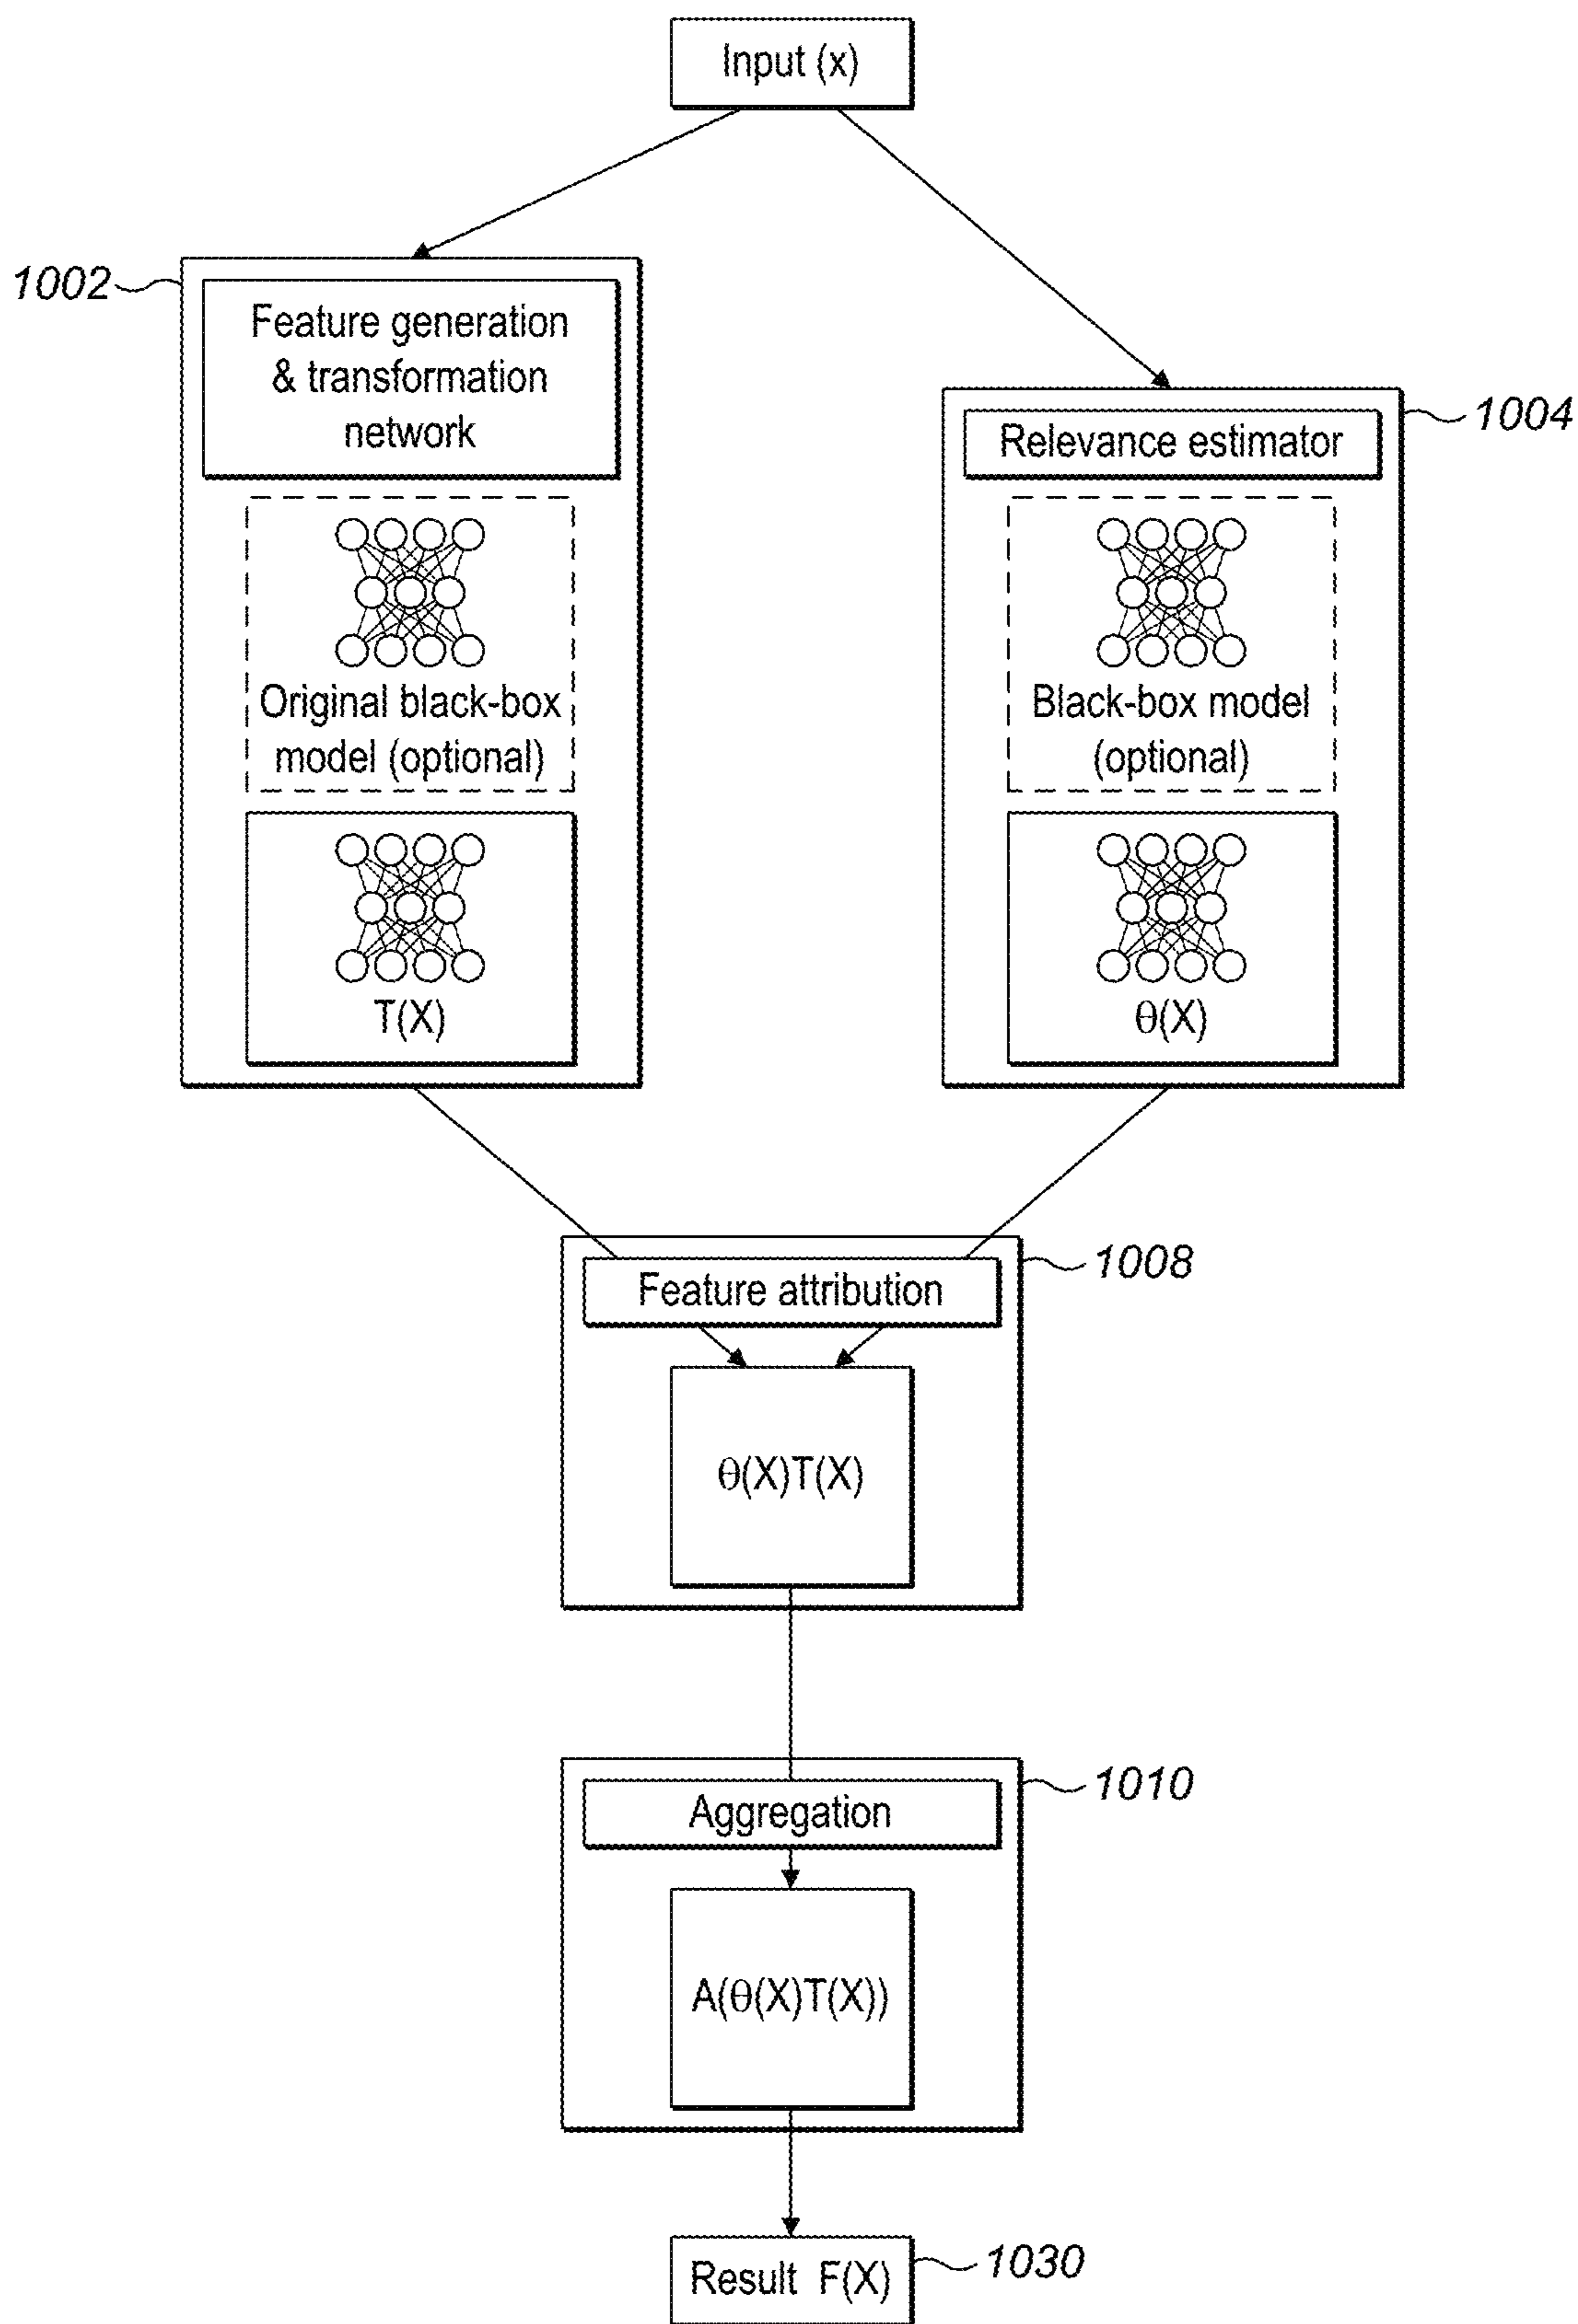 Input (x)
1002
Feature generation
& transformation
network
Original black-box
model (optional)
T(X)
1004
Relevance estimator
Black-box model
(optional)
θ(X)
1008
Feature attribution
θ(X)T(X)
1010
Aggregation
A(θ(X)T(X))
Result F(X)
1030